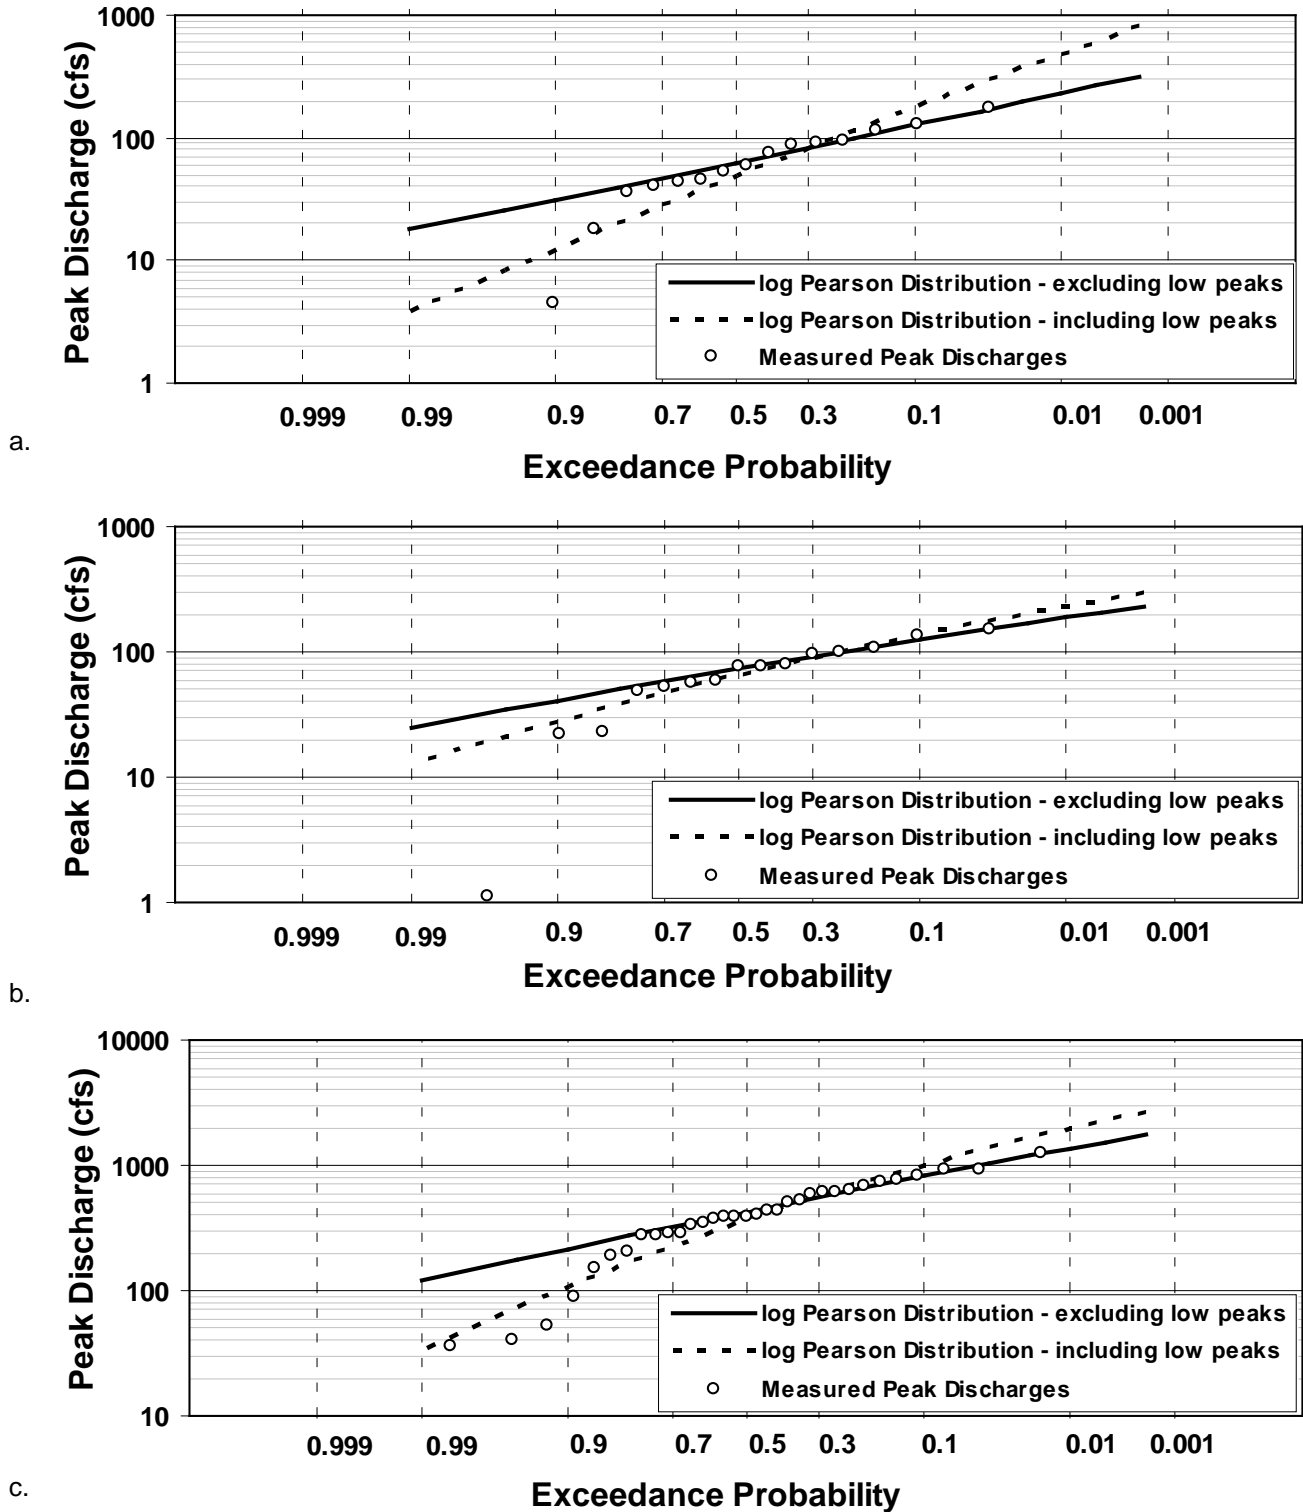 1000
100
10
1
Peak Discharge (cfs)
log Pearson Distribution - excluding low peaks
log Pearson Distribution - including low peaks
Measured Peak Discharges
0.999 0.99 0.9 0.7 0.5 0.3 0.1 0.01 0.001
a.
Exceedance Probability
1000
100
10
1
Peak Discharge (cfs)
log Pearson Distribution - excluding low peaks
log Pearson Distribution - including low peaks
Measured Peak Discharges
0.999 0.99 0.9 0.7 0.5 0.3 0.1 0.01 0.001
Exceedance Probability
b.
10000
1000
100
10
Peak Discharge (cfs)
log Pearson Distribution - excluding low peaks
log Pearson Distribution - including low peaks
Measured Peak Discharges
0.999 0.99 0.9 0.7 0.5 0.3 0.1 0.01 0.001
c.
Exceedance Probability